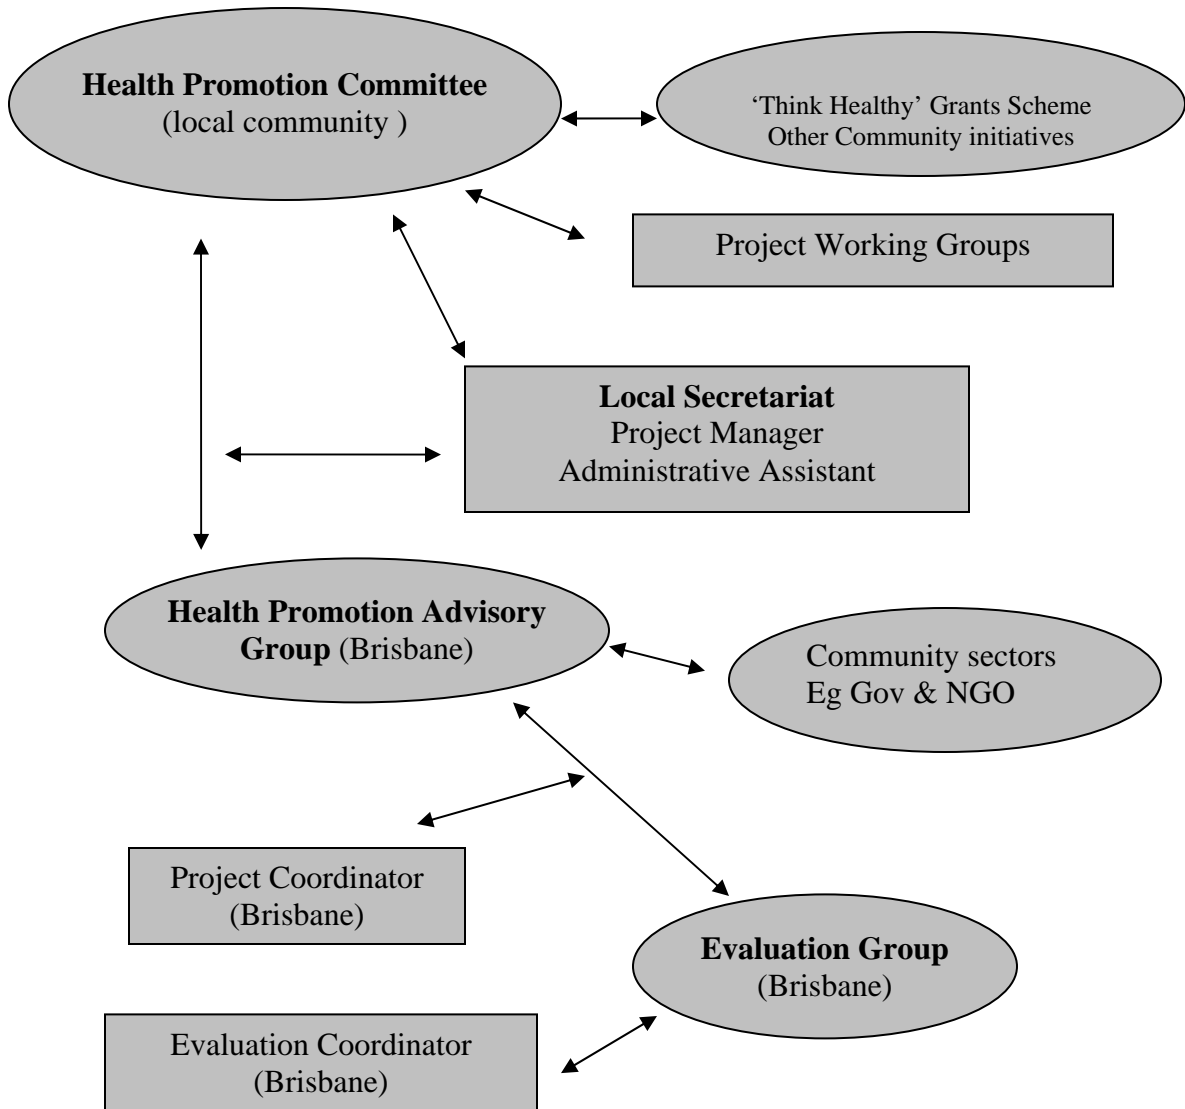 Health Promotion Committee
(local community )
‘Think Healthy’ Grants Scheme
Other Community initiatives
Project Working Groups
Local Secretariat
Project Manager
Administrative Assistant
Health Promotion Advisory
Group (Brisbane)
Community sectors
Eg Gov & NGO
Project Coordinator
(Brisbane)
Evaluation Group
(Brisbane)
Evaluation Coordinator
(Brisbane)